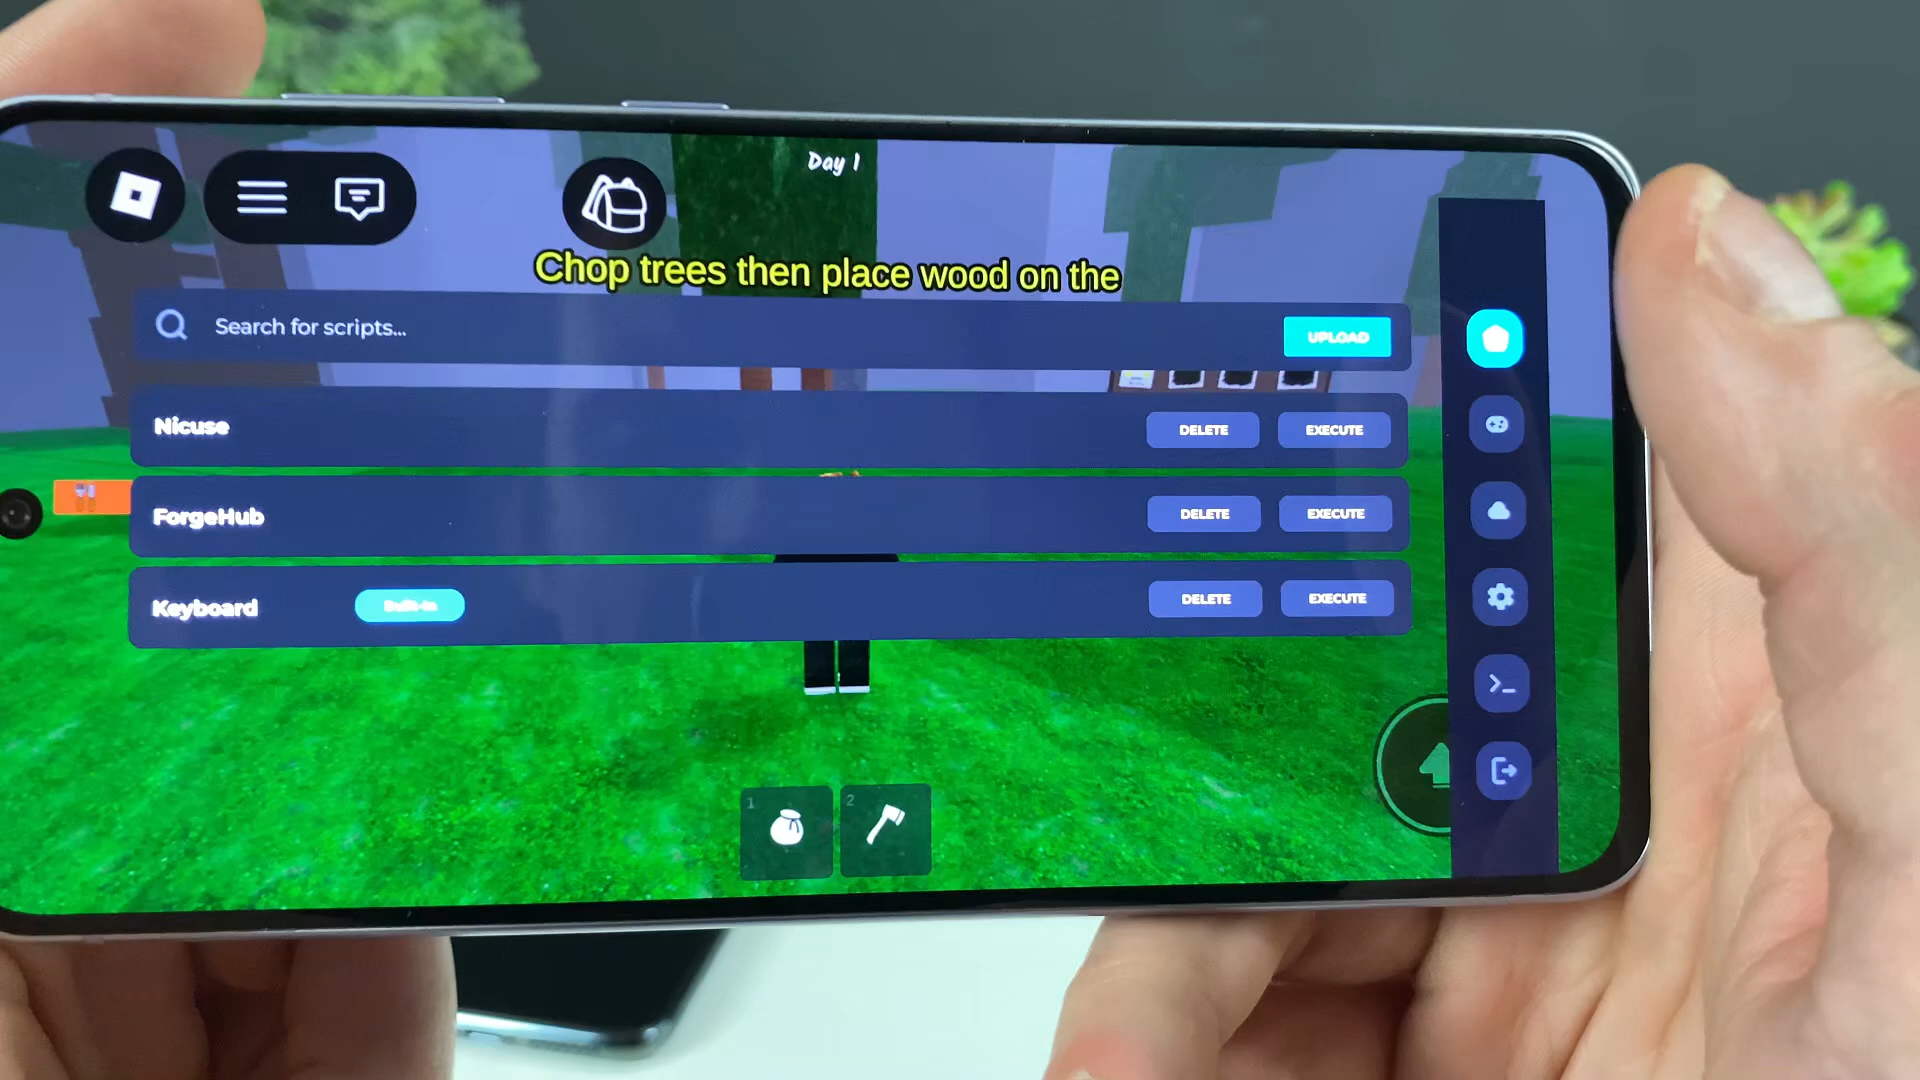 Day 1
Chop trees then place wood on the
Search for scripts...
UPLOAD
Nicuse
DELETE
EXECUTE
ForgeHub
DELETE
EXECUTE
Keyboard
Built-in
DELETE
EXECUTE
1
2